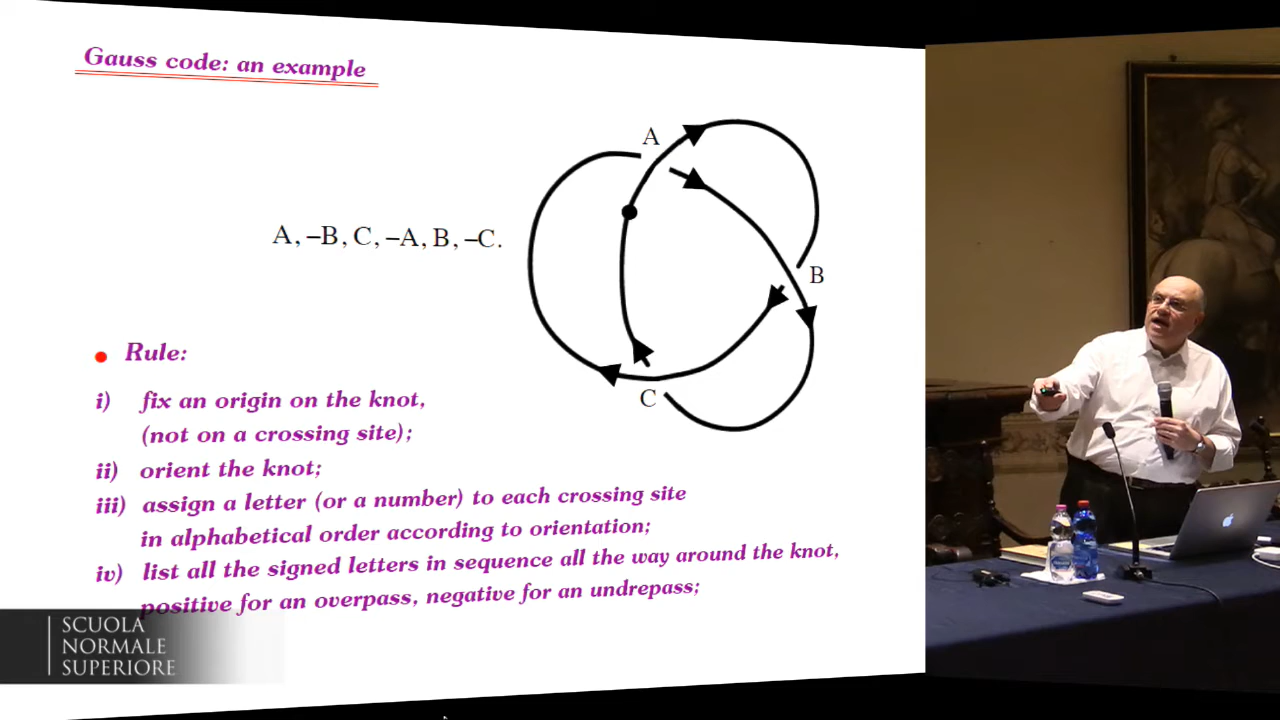 Gauss code: an example
A
A, –B, C, –A, B, –C.
B
C
Rule:
i) fix an origin on the knot,
(not on a crossing site);
ii) orient the knot;
iii) assign a letter (or a number) to each crossing site
in alphabetical order according to orientation;
iv) list all the signed letters in sequence all the way around the knot,
positive for an overpass, negative for an undrepass;
SCUOLA
NORMALE
SUPERIORE